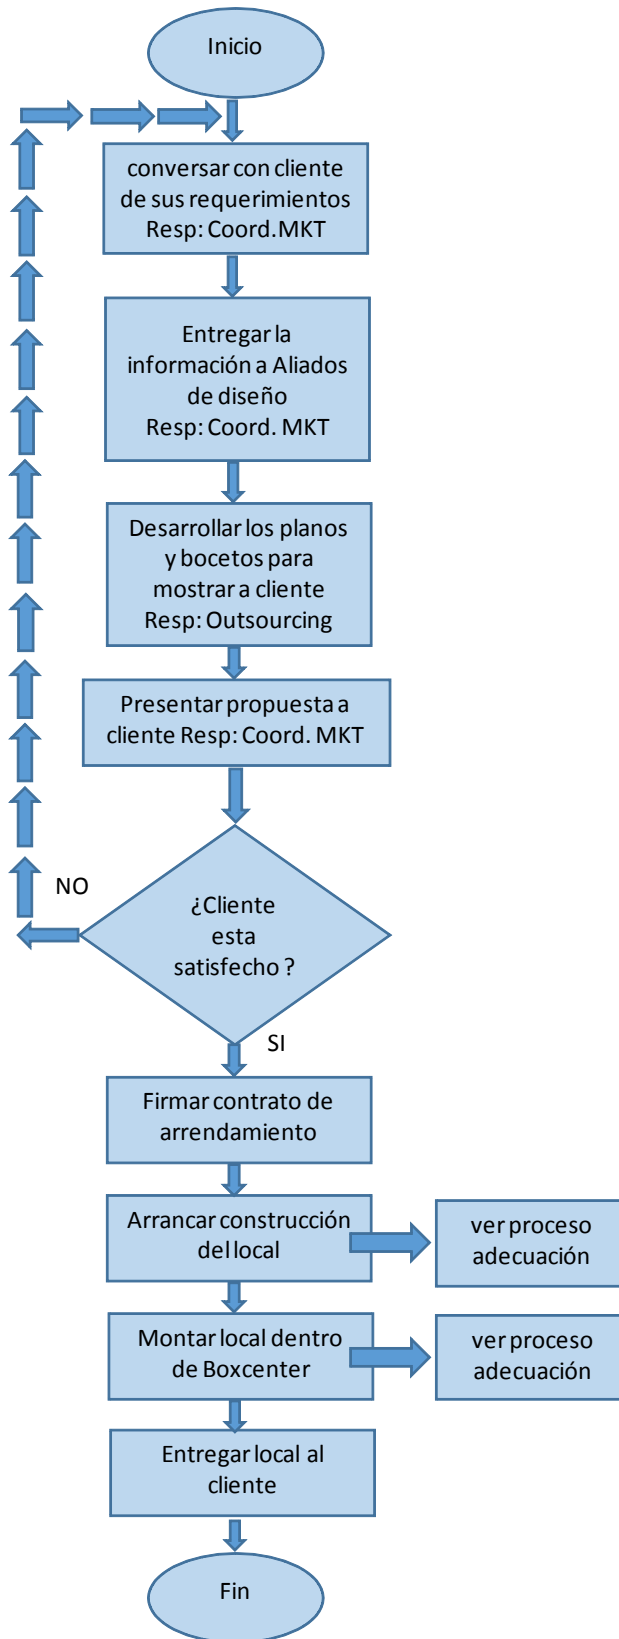 Inicio
conversar con cliente
de sus requerimientos
Resp: Coord.MKT
Entregar la
información a Aliados
de diseño
Resp: Coord. MKT
Desarrollar los planos
y bocetos para
mostrar a cliente
Resp: Outsourcing
Presentar propuesta a
cliente Resp: Coord. MKT
NO
¿Cliente
esta
satisfecho ?
SI
Firmar contrato de
arrendamiento
Arrancar construcción
del local
ver proceso
adecuación
Montar local dentro
de Boxcenter
ver proceso
adecuación
Entregar local al
cliente
Fin